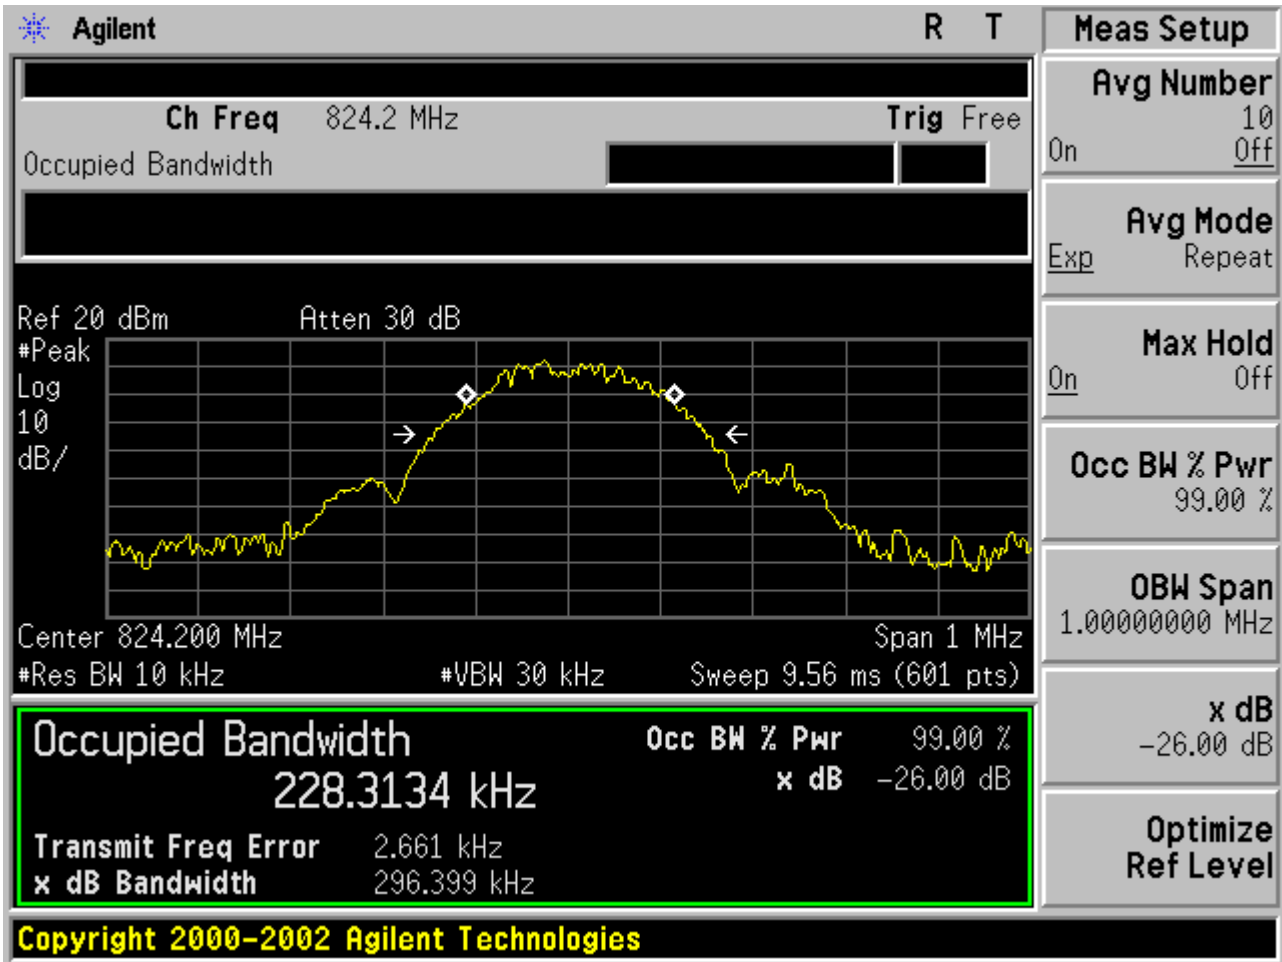 Agilent R T
Meas Setup
Ch Freq 824.2 MHz Trig Free
Occupied Bandwidth
Ref 20 dBm Atten 30 dB
#Peak
Log
10
dB/
Center 824.200 MHz Span 1 MHz
#Res BW 10 kHz #VBW 30 kHz Sweep 9.56 ms (601 pts)
Occupied Bandwidth
228.3134 kHz
Occ BW % Pwr 99.00 %
x dB -26.00 dB
Transmit Freq Error 2.661 kHz
x dB Bandwidth 296.399 kHz
Avg Number
10
On Off
Avg Mode
Exp Repeat
Max Hold
On Off
Occ BW % Pwr
99.00 %
OBW Span
1.00000000 MHz
x dB
-26.00 dB
Optimize
Ref Level
Copyright 2000-2002 Agilent Technologies